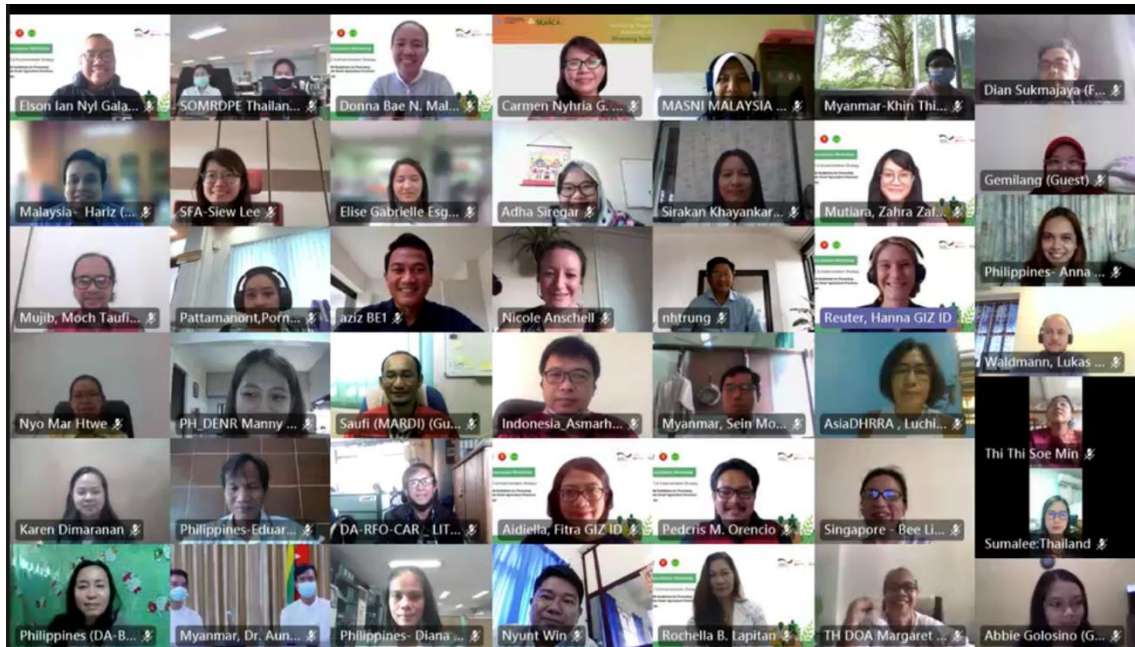 Elson Ian Nyl Gala...
SOMRDPE Thailan...
Donna Bae N. Mal...
Carmen Nyhria G. ...
MASNI MALAYSIA ...
Myanmar-Khin Thi...
Dian Sukmajaya (F...
Malaysia- Hariz (...
SFA-Siew Lee
Elise Gabrielle Esg...
Adha Siregar
Sirakan Khayankar...
Mutiara, Zahra Zaf...
Gemilang (Guest)
Mujib, Moch Taufi...
Pattamanont,Porn...
aziz BE1
Nicole Anschell
nhtrung
Reuter, Hanna GIZ ID
Philippines- Anna ...
Waldmann, Lukas ...
Nyo Mar Htwe
PH_DENR Manny ...
Saufi (MARDI) (Gu...
Indonesia_Asmarh...
Myanmar, Sein Mo...
AsiaDHRRA , Luchi...
Thi Thi Soe Min
Karen Dimaranan
Philippines-Eduar...
DA-RFO-CAR _ LIT...
Aidiella, Fitra GIZ ID
Pedcris M. Orencio
Singapore - Bee Li...
Sumalee:Thailand
Philippines (DA-B...
Myanmar, Dr. Aun...
Philippines- Diana ...
Nyunt Win
Rochella B. Lapitan
TH DOA Margaret ...
Abbie Golosino (G...